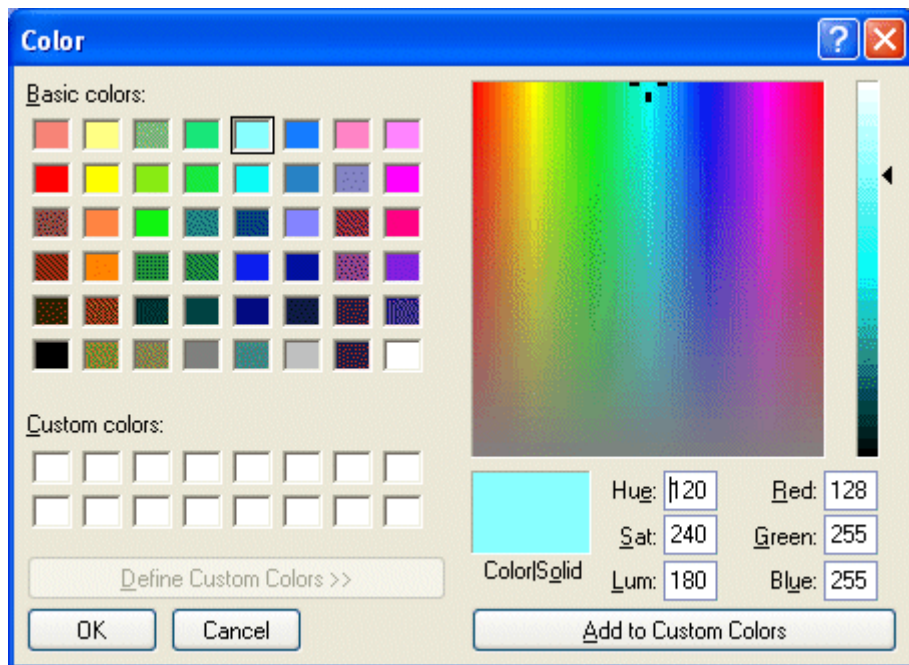 Color
Basic colors:
Custom colors:
Define Custom Colors >>
OK Cancel
Color|Solid
Hue: 120 Red: 128
Sat: 240 Green: 255
Lum: 180 Blue: 255
Add to Custom Colors